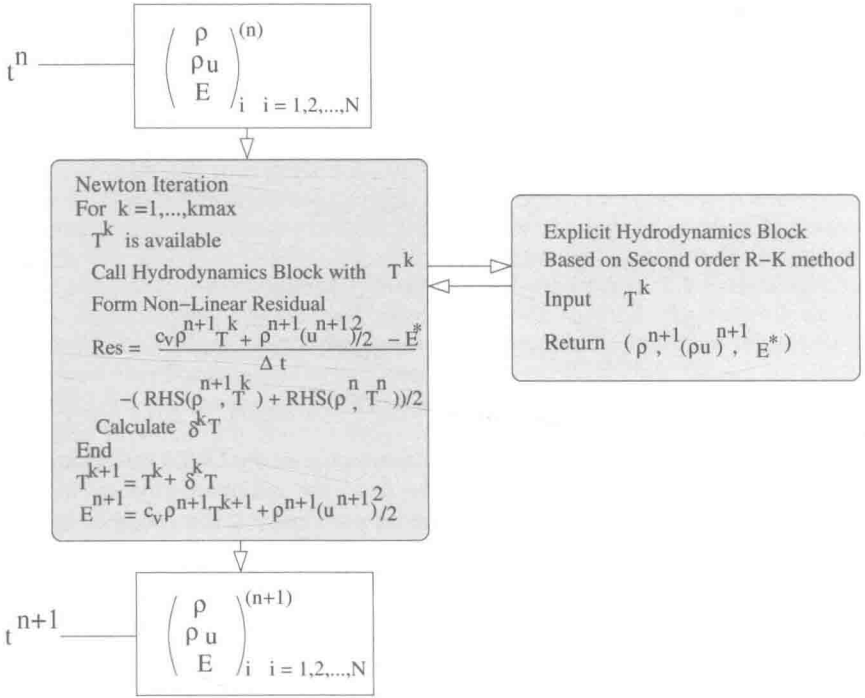 t^n
( ρ ρu E )_i^(n) i = 1,2,...,N
Newton Iteration
For k =1,...,kmax
T^k is available
Call Hydrodynamics Block with T^k
Form Non-Linear Residual
Res = (c_v ρ^{n+1} T^k + ρ^{n+1} (u^{n+1})^2/2 - E^*) / Δ t
-( RHS(ρ^{n+1}, T^k) + RHS(ρ^n, T^n))/2
Calculate δ^k T
End
T^{k+1} = T^k + δ^k T
E^{n+1} = c_v ρ^{n+1} T^{k+1} + ρ^{n+1} (u^{n+1})^2/2
Explicit Hydrodynamics Block
Based on Second order R-K method
Input T^k
Return ( ρ^{n+1}, (ρu)^{n+1}, E^* )
t^{n+1}
( ρ ρu E )_i^(n+1) i = 1,2,...,N